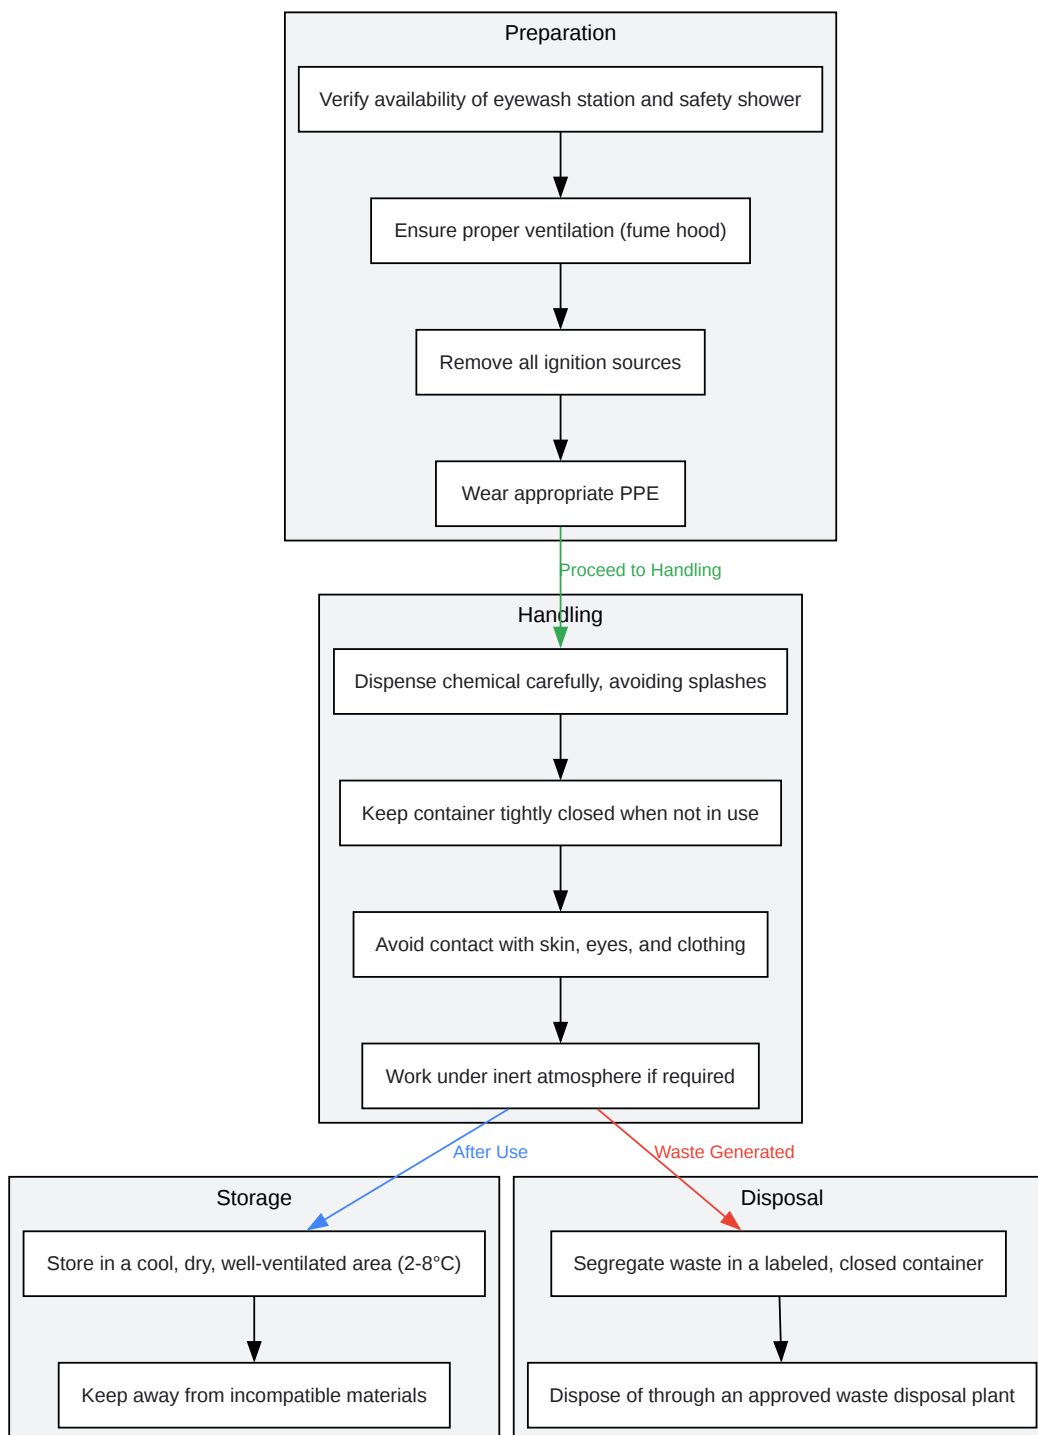 Preparation
Verify availability of eyewash station and safety shower
Ensure proper ventilation (fume hood)
Remove all ignition sources
Wear appropriate PPE
Proceed to Handling
Handling
Dispense chemical carefully, avoiding splashes
Keep container tightly closed when not in use
Avoid contact with skin, eyes, and clothing
Work under inert atmosphere if required
After Use
Waste Generated
Storage
Store in a cool, dry, well-ventilated area (2-8°C)
Keep away from incompatible materials
Disposal
Segregate waste in a labeled, closed container
Dispose of through an approved waste disposal plant